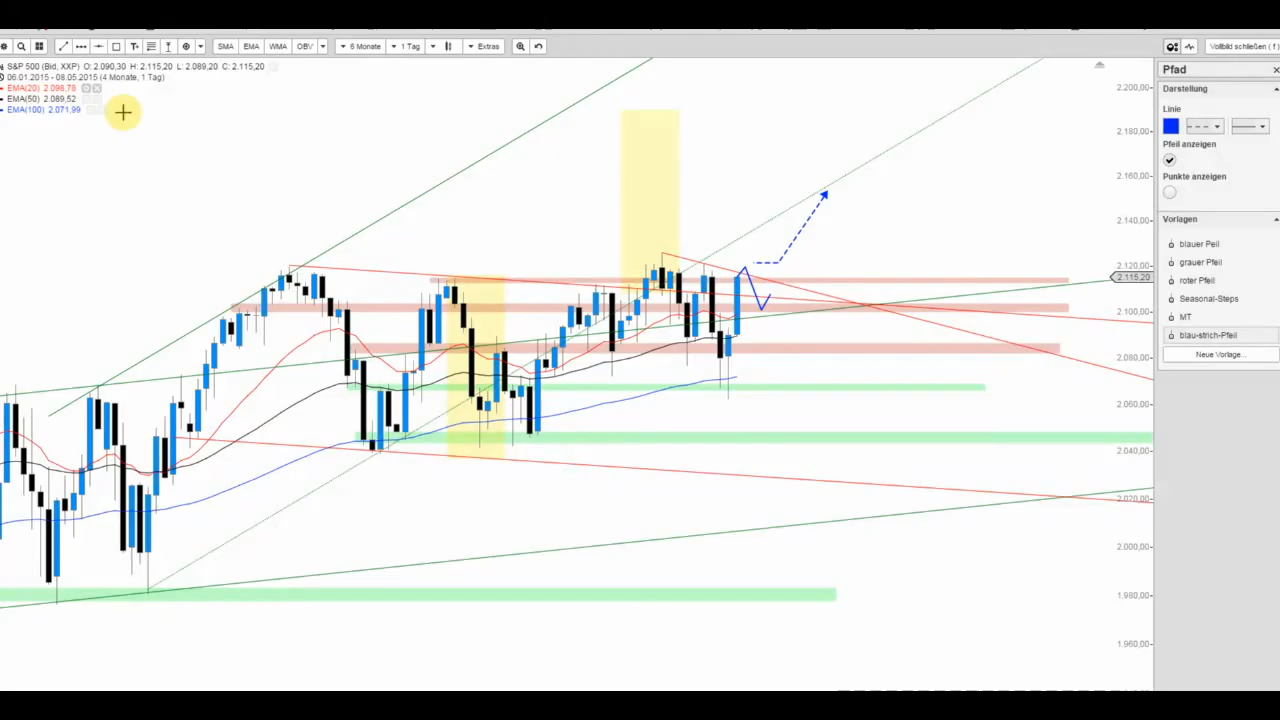 SMA EMA WMA OBV 6 Monate 1 Tag Extras Vollbild schließen ( f )
S&P 500 (Bid, XXP) O: 2.090,30 H: 2.115,20 L: 2.089,20 C: 2.115,20
06.01.2015 - 08.05.2015 (4 Monate, 1 Tag)
EMA(20) 2.098,78
EMA(50) 2.089,52
EMA(100) 2.071,99
2.200,00
2.180,00
2.160,00
2.140,00
2.120,00
2.115,20
2.100,00
2.080,00
2.060,00
2.040,00
2.020,00
2.000,00
1.980,00
1.960,00
Pfad
Darstellung
Linie
Pfeil anzeigen
Punkte anzeigen
Vorlagen
blauer Peil
grauer Pfeil
roter Pfeil
Seasonal-Steps
MT
blau-strich-Pfeil
Neue Vorlage...